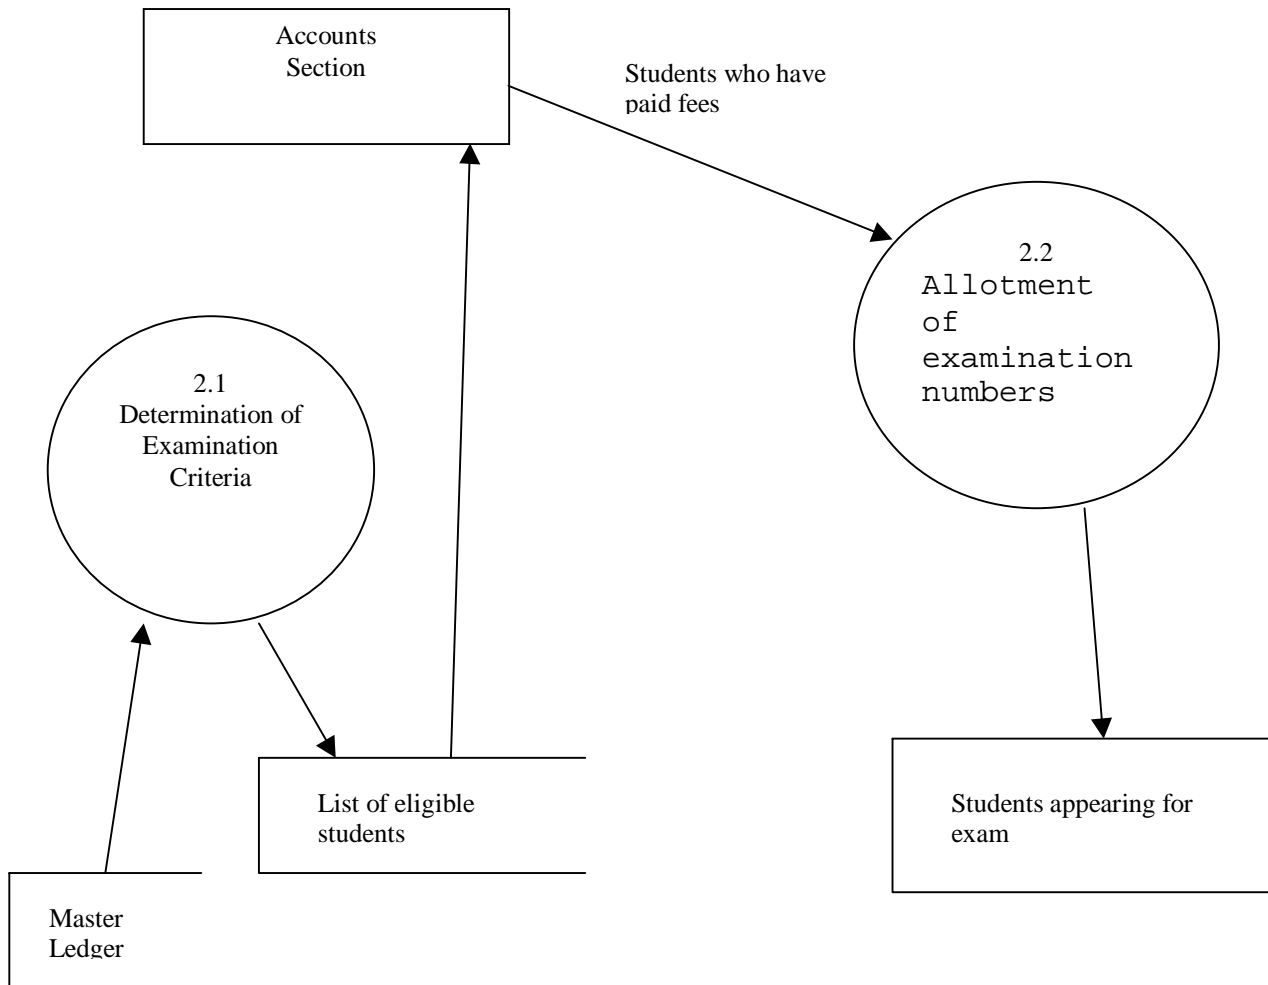 Accounts
Section
Students who have
paid fees
2.2
Allotment
of
examination
numbers
2.1
Determination of
Examination
Criteria
List of eligible
students
Students appearing for
exam
Master
Ledger